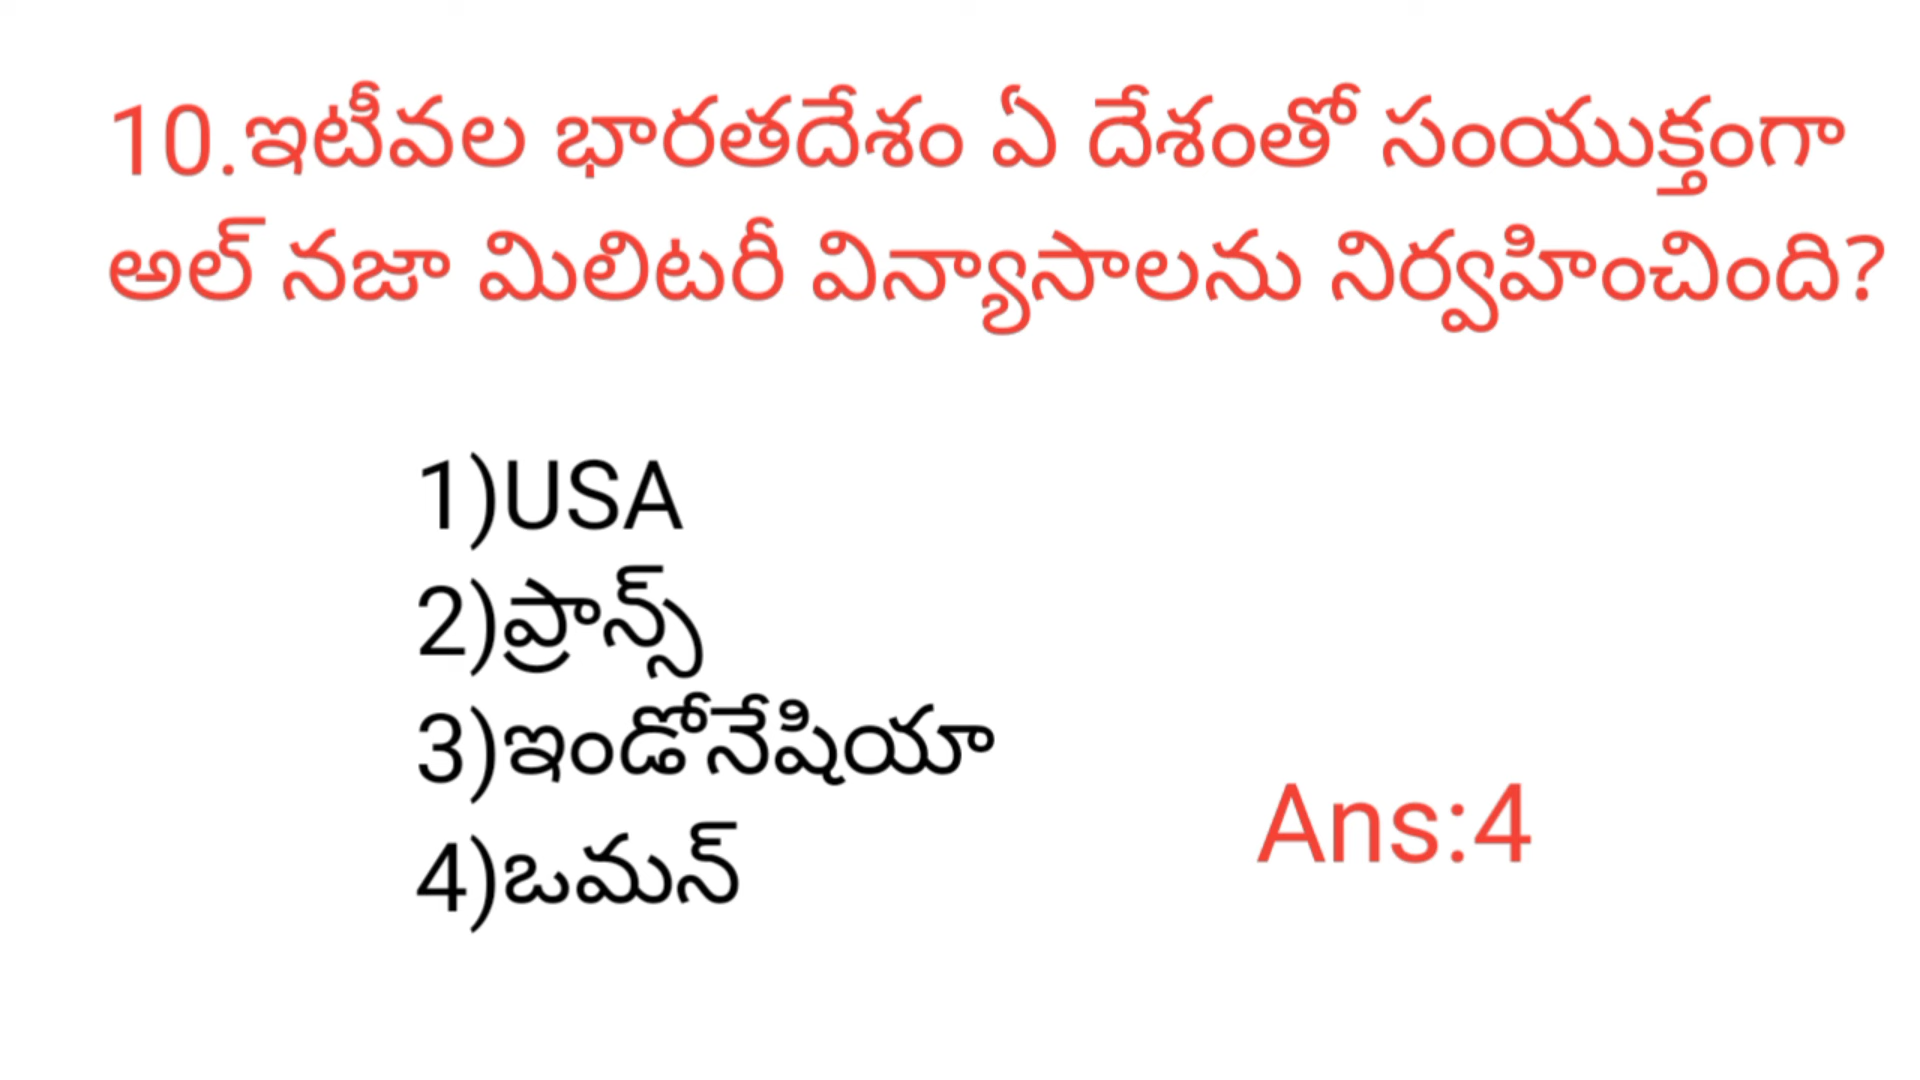 10.ఇటీవల భారతదేశం ఏ దేశంతో సంయుక్తంగా
అల్ నజా మిలిటరీ విన్యాసాలను నిర్వహించింది?
1)USA
2)ప్రాన్స్
3)ఇండోనేషియా
4)ఒమన్
Ans:4